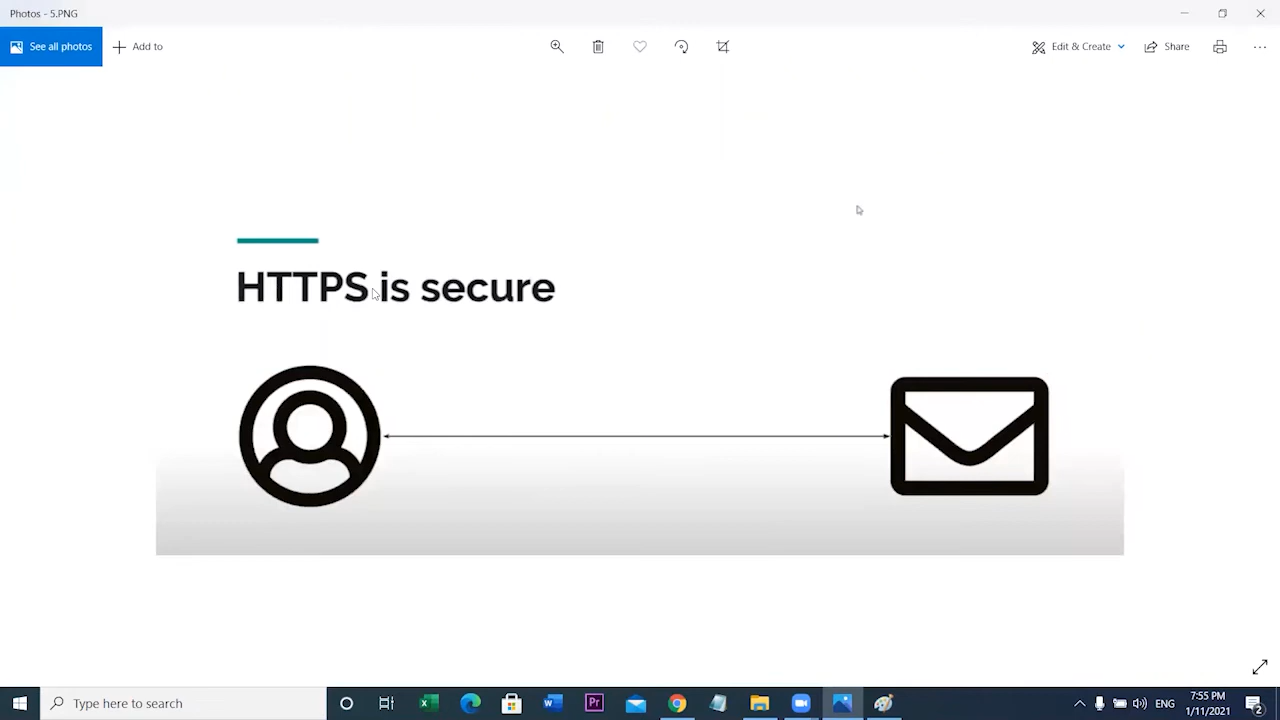 Photos - 5.PNG
See all photos
Add to
Edit & Create
Share
HTTPS is secure
Type here to search
ENG
7:55 PM
1/11/2021
2